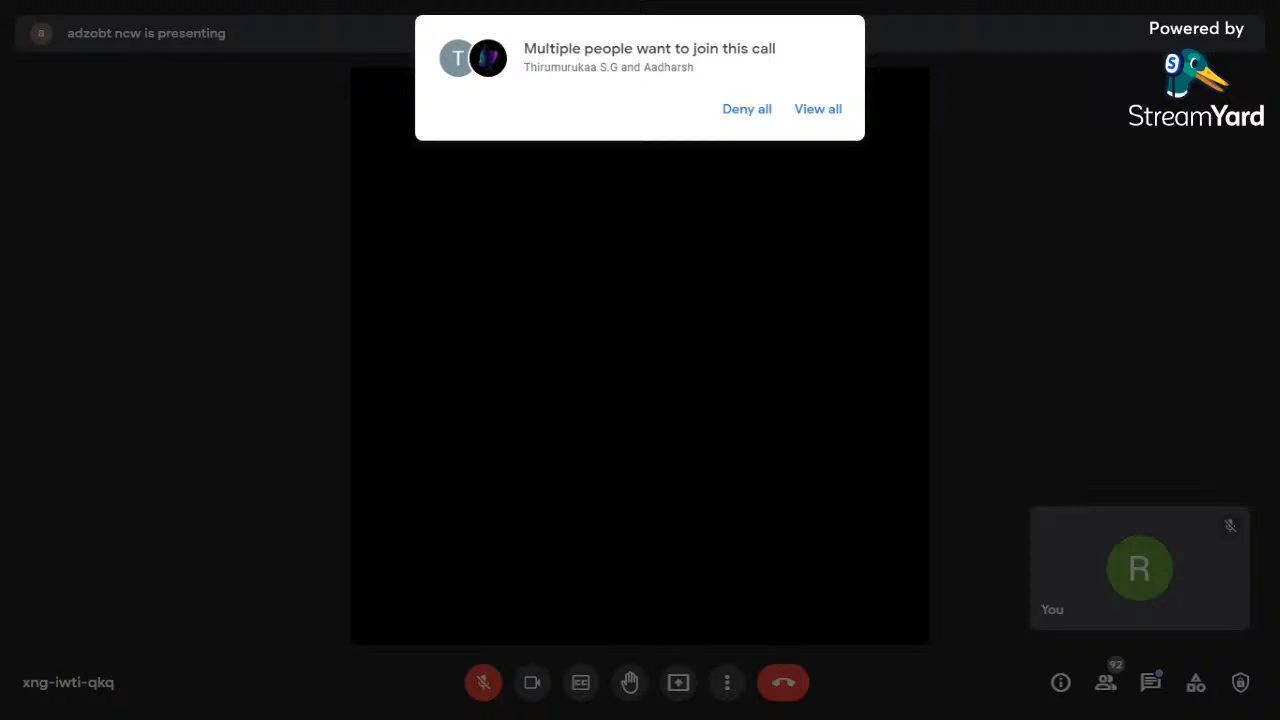 a
adzobt ncw is presenting
T
Multiple people want to join this call
Thirumurukaa S.G and Aadharsh
Deny all
View all
Powered by
S
StreamYard
R
You
xng-iwti-qkq
CC
92